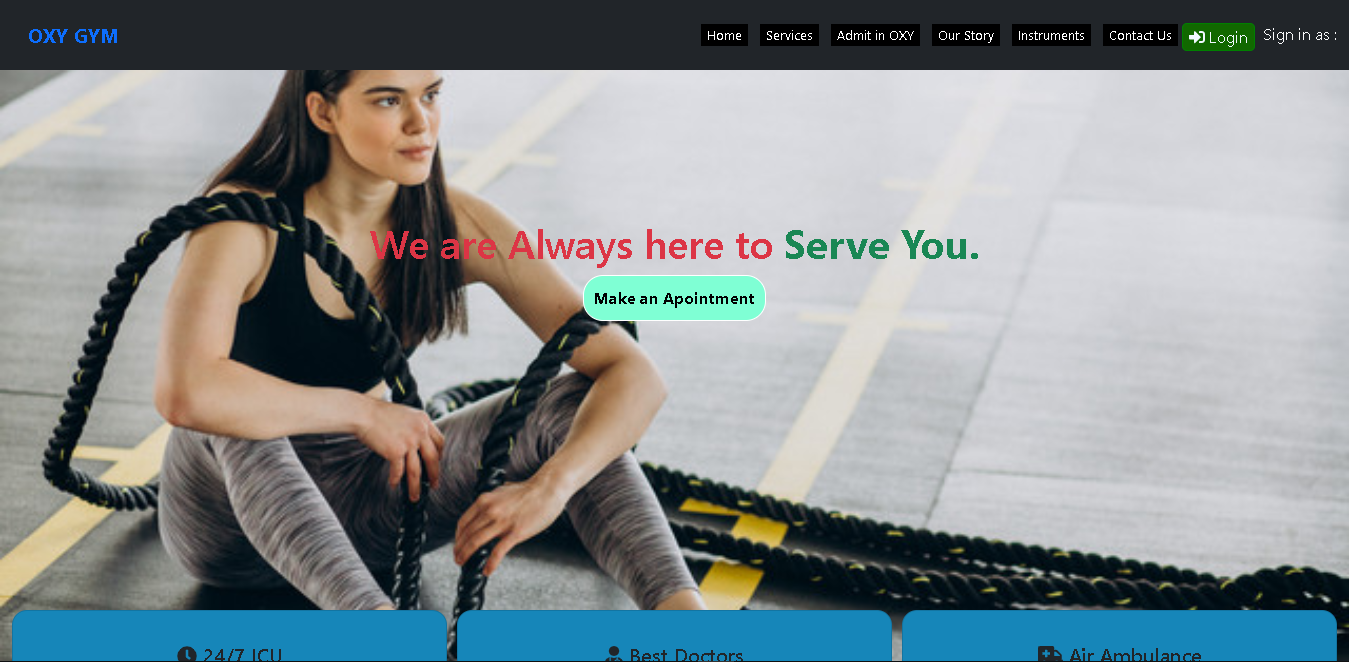 OXY GYM
Home Services Admit in OXY Our Story Instruments Contact Us Login Sign in as :
We are Always here to Serve You.
Make an Apointment
24/7 ICU Best Doctors Air Ambulance